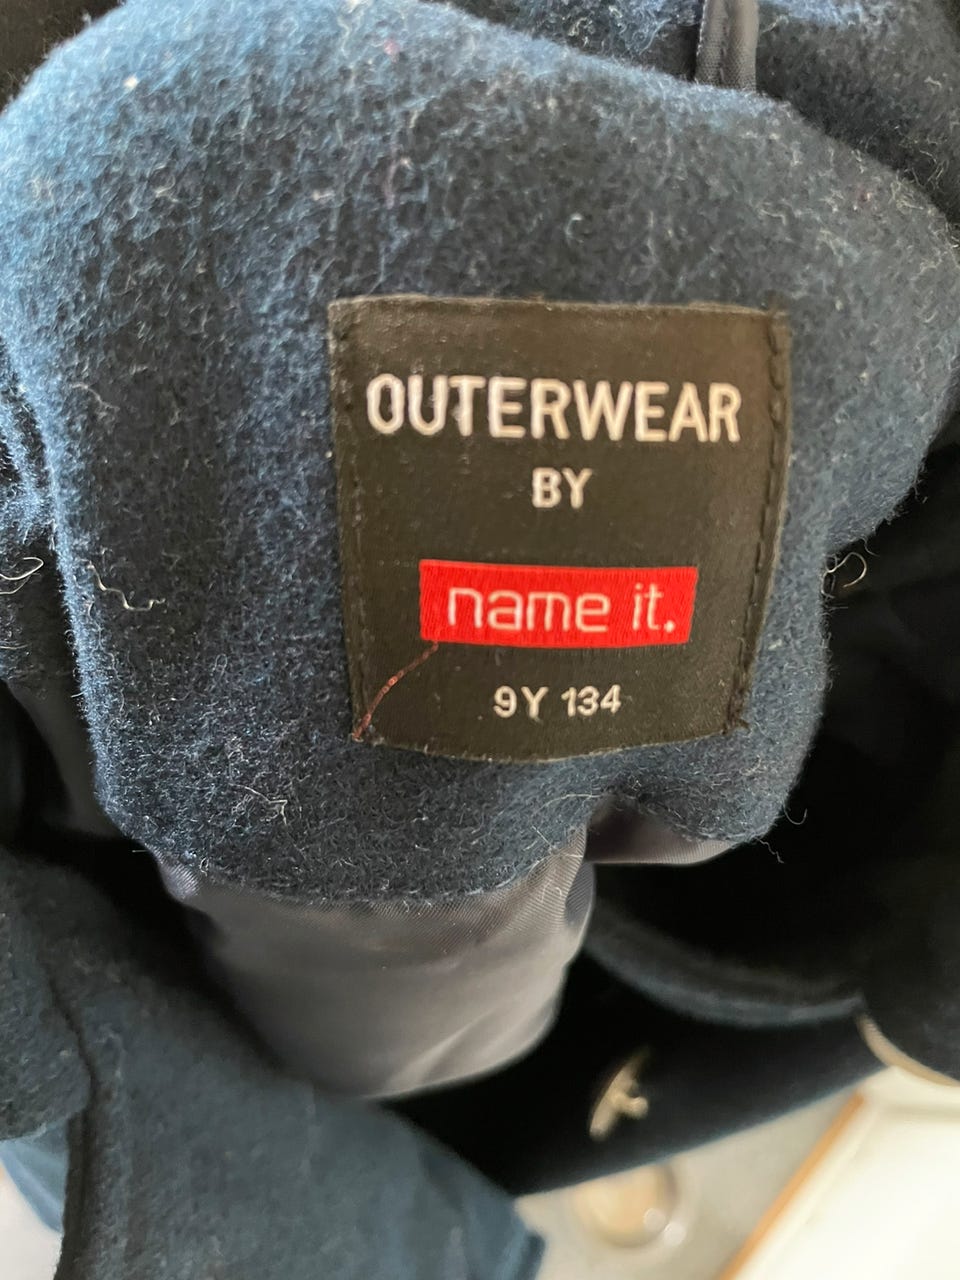 OUTERWEAR
BY
name it.
9Y 134